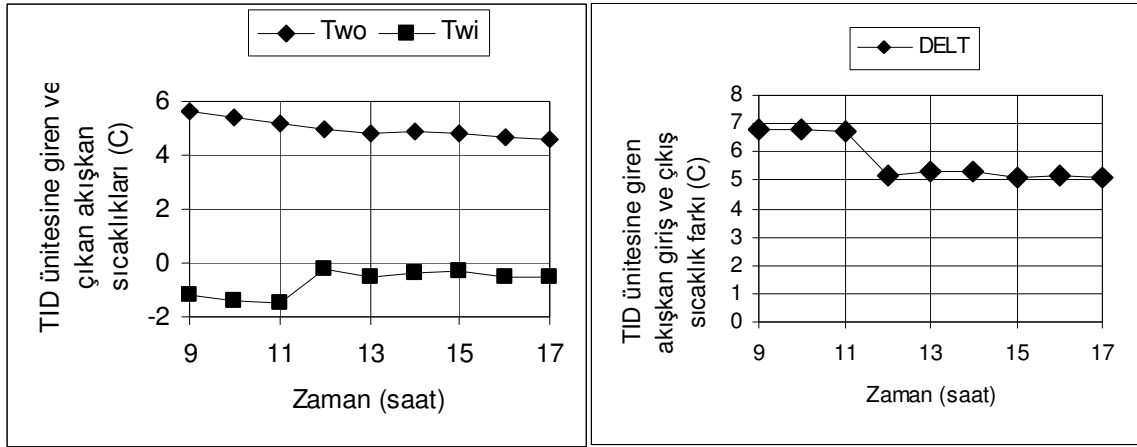 Two Twi
TID ünitesine giren ve
çıkan akışkan
sıcaklıkları (C)
6
4
2
0
-2
9 11 13 15 17
Zaman (saat)
DELT
TID ünitesine giren
akışkan giriş ve çıkış
sıcaklık farkı (C)
8
7
6
5
4
3
2
1
0
9 11 13 15 17
Zaman (saat)